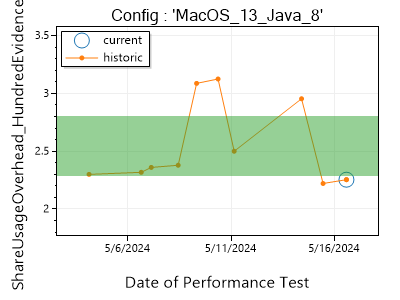 Config : 'MacOS_13_Java_8'
ShareUsageOverhead_HundredEvidence
current
historic
3.5
3
2.5
2
5/6/2024
5/11/2024
5/16/2024
Date of Performance Test